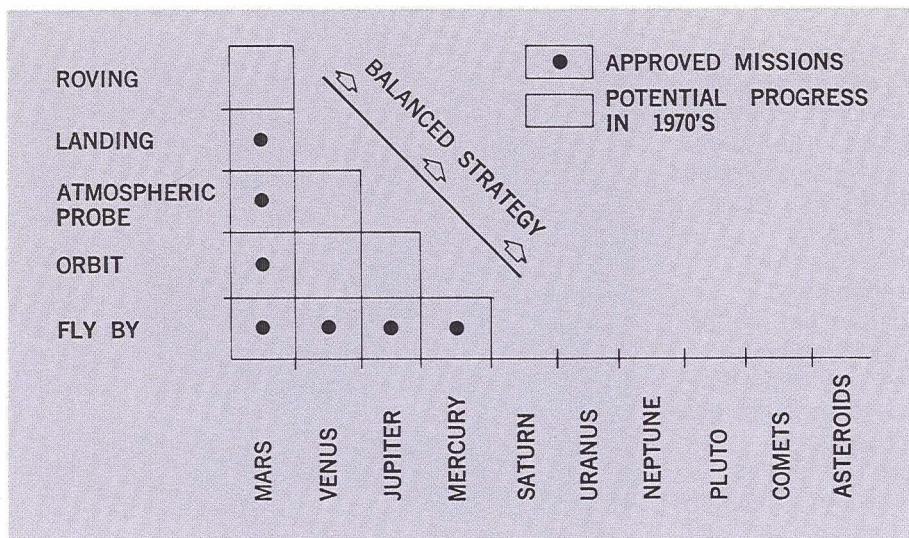 ROVING
LANDING
ATMOSPHERIC
PROBE
ORBIT
FLY BY
BALANCED STRATEGY
APPROVED MISSIONS
POTENTIAL PROGRESS
IN 1970'S
MARS
VENUS
JUPITER
MERCURY
SATURN
URANUS
NEPTUNE
PLUTO
COMETS
ASTEROIDS